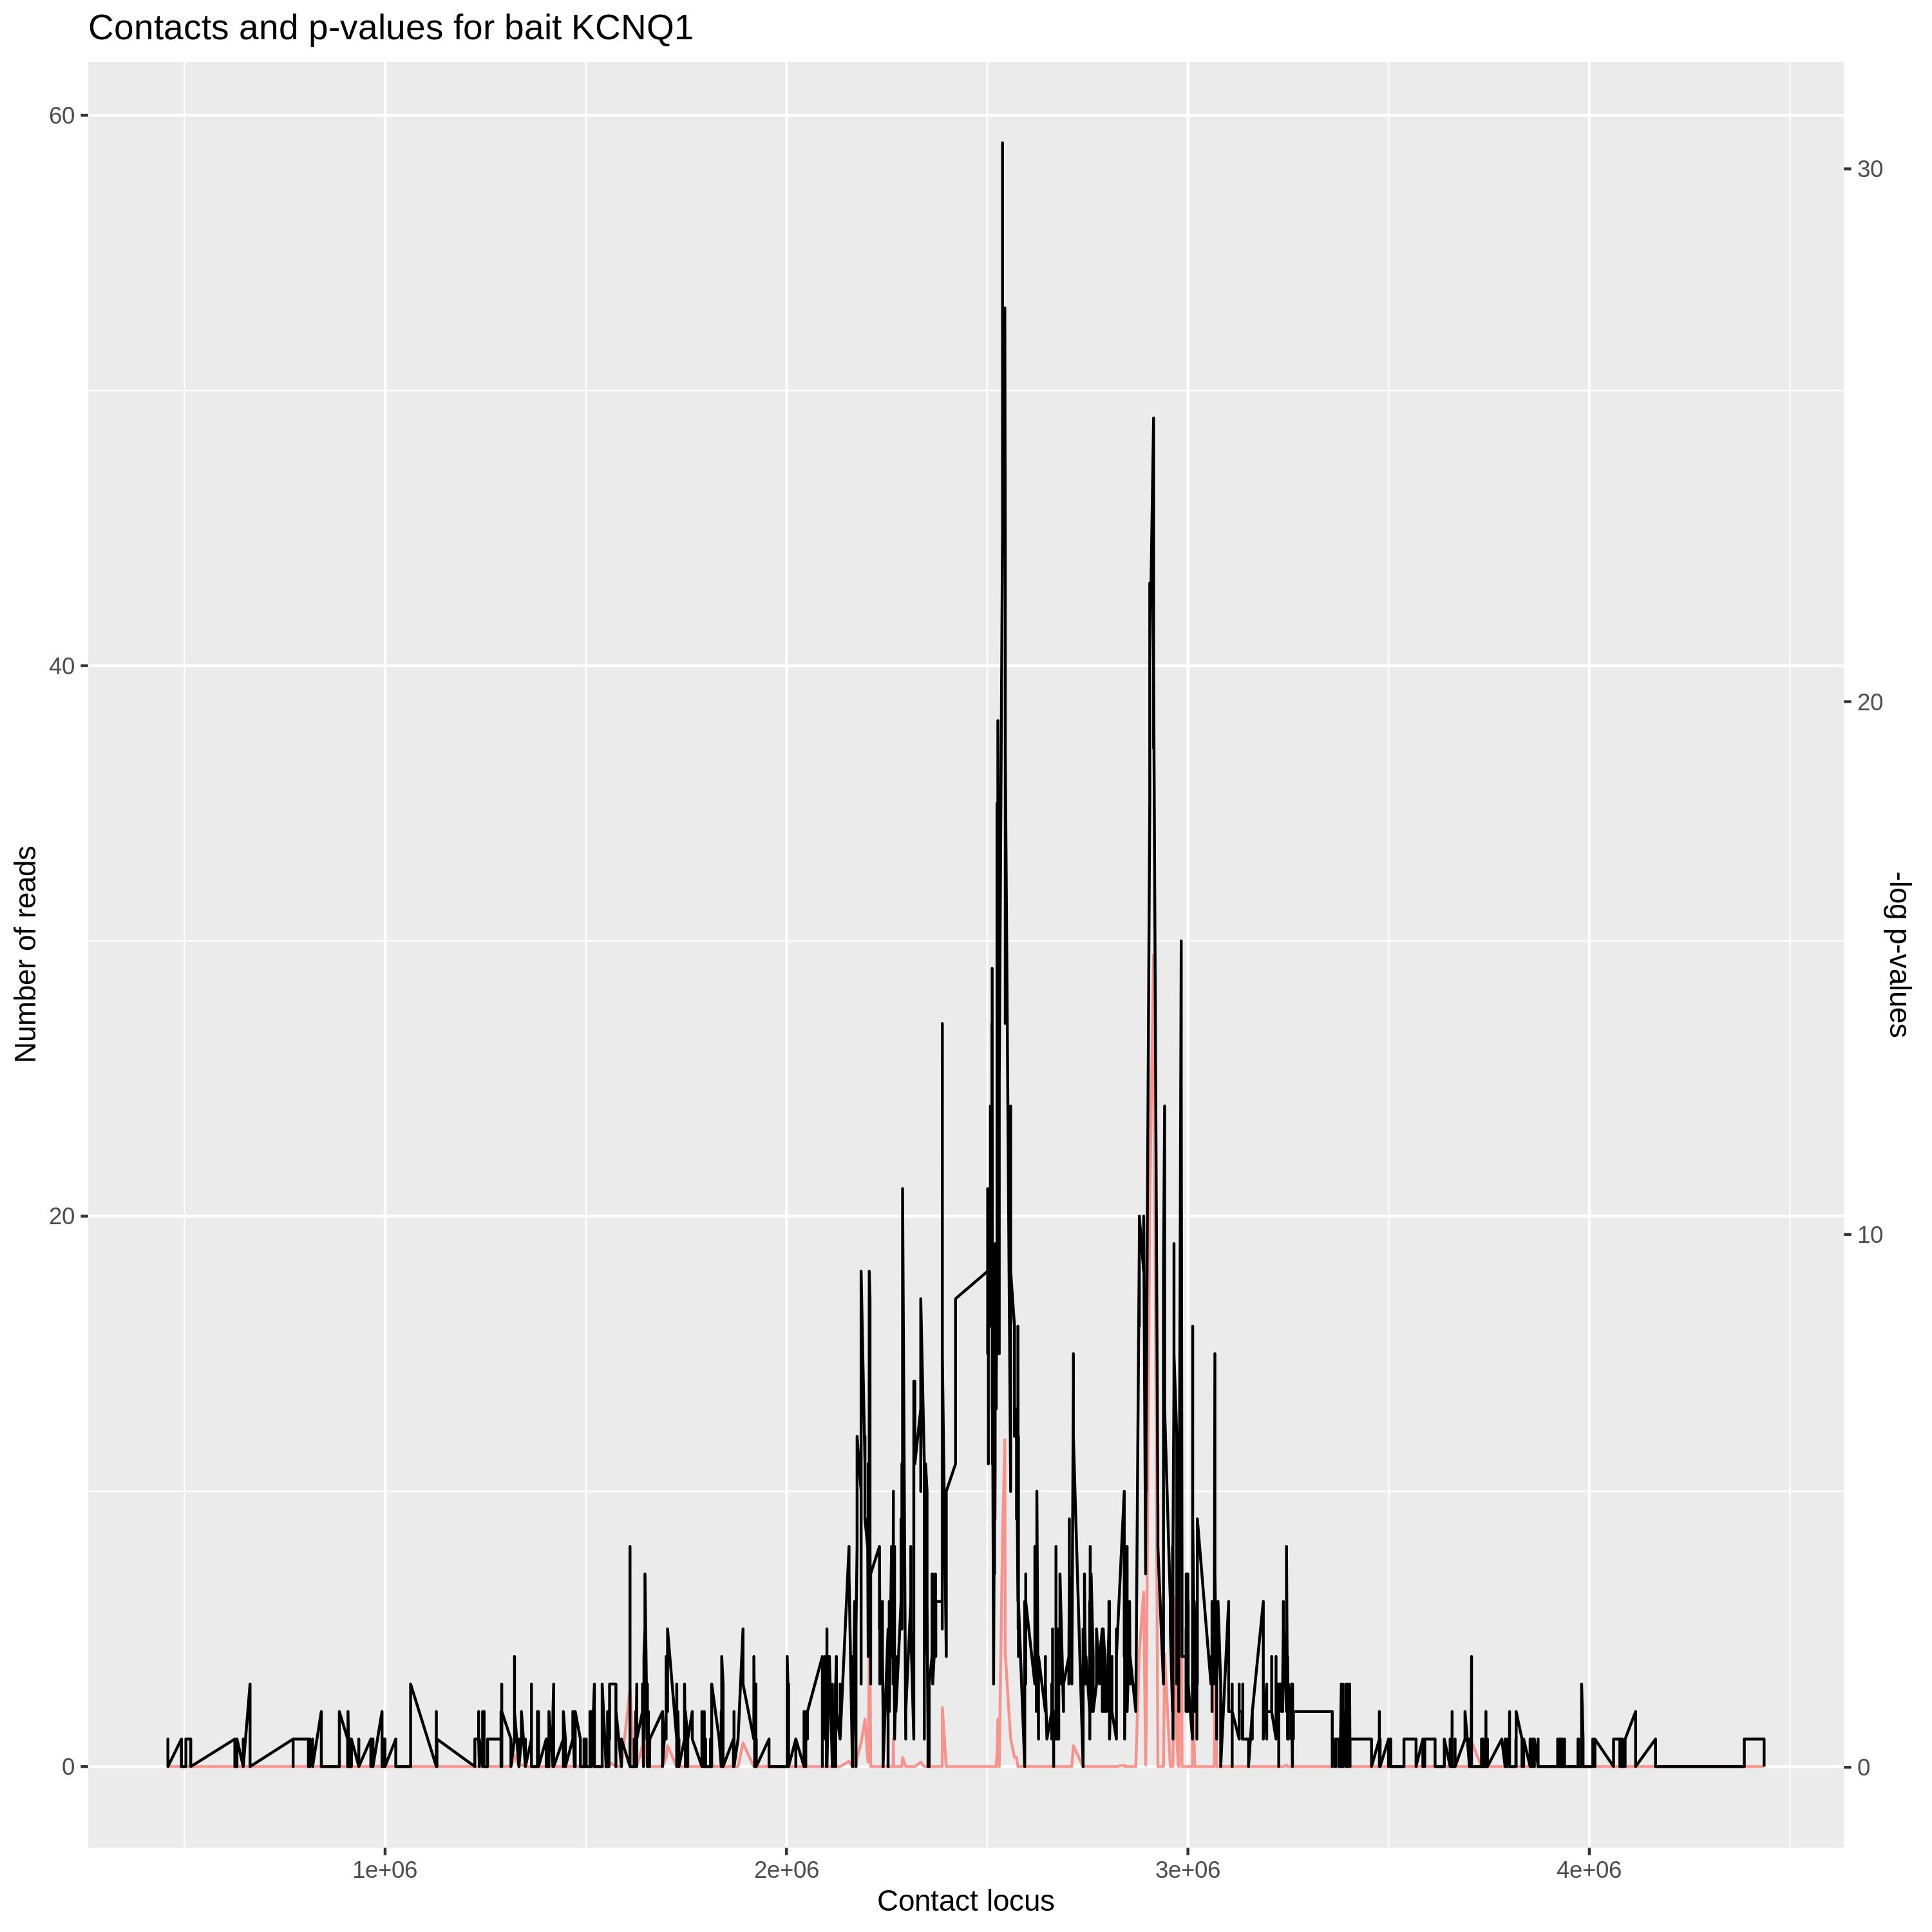 Contacts and p-values for bait KCNQ1
60
40
20
0
30
20
10
0
1e+06
2e+06
3e+06
4e+06
Number of reads
-log p-values
Contact locus